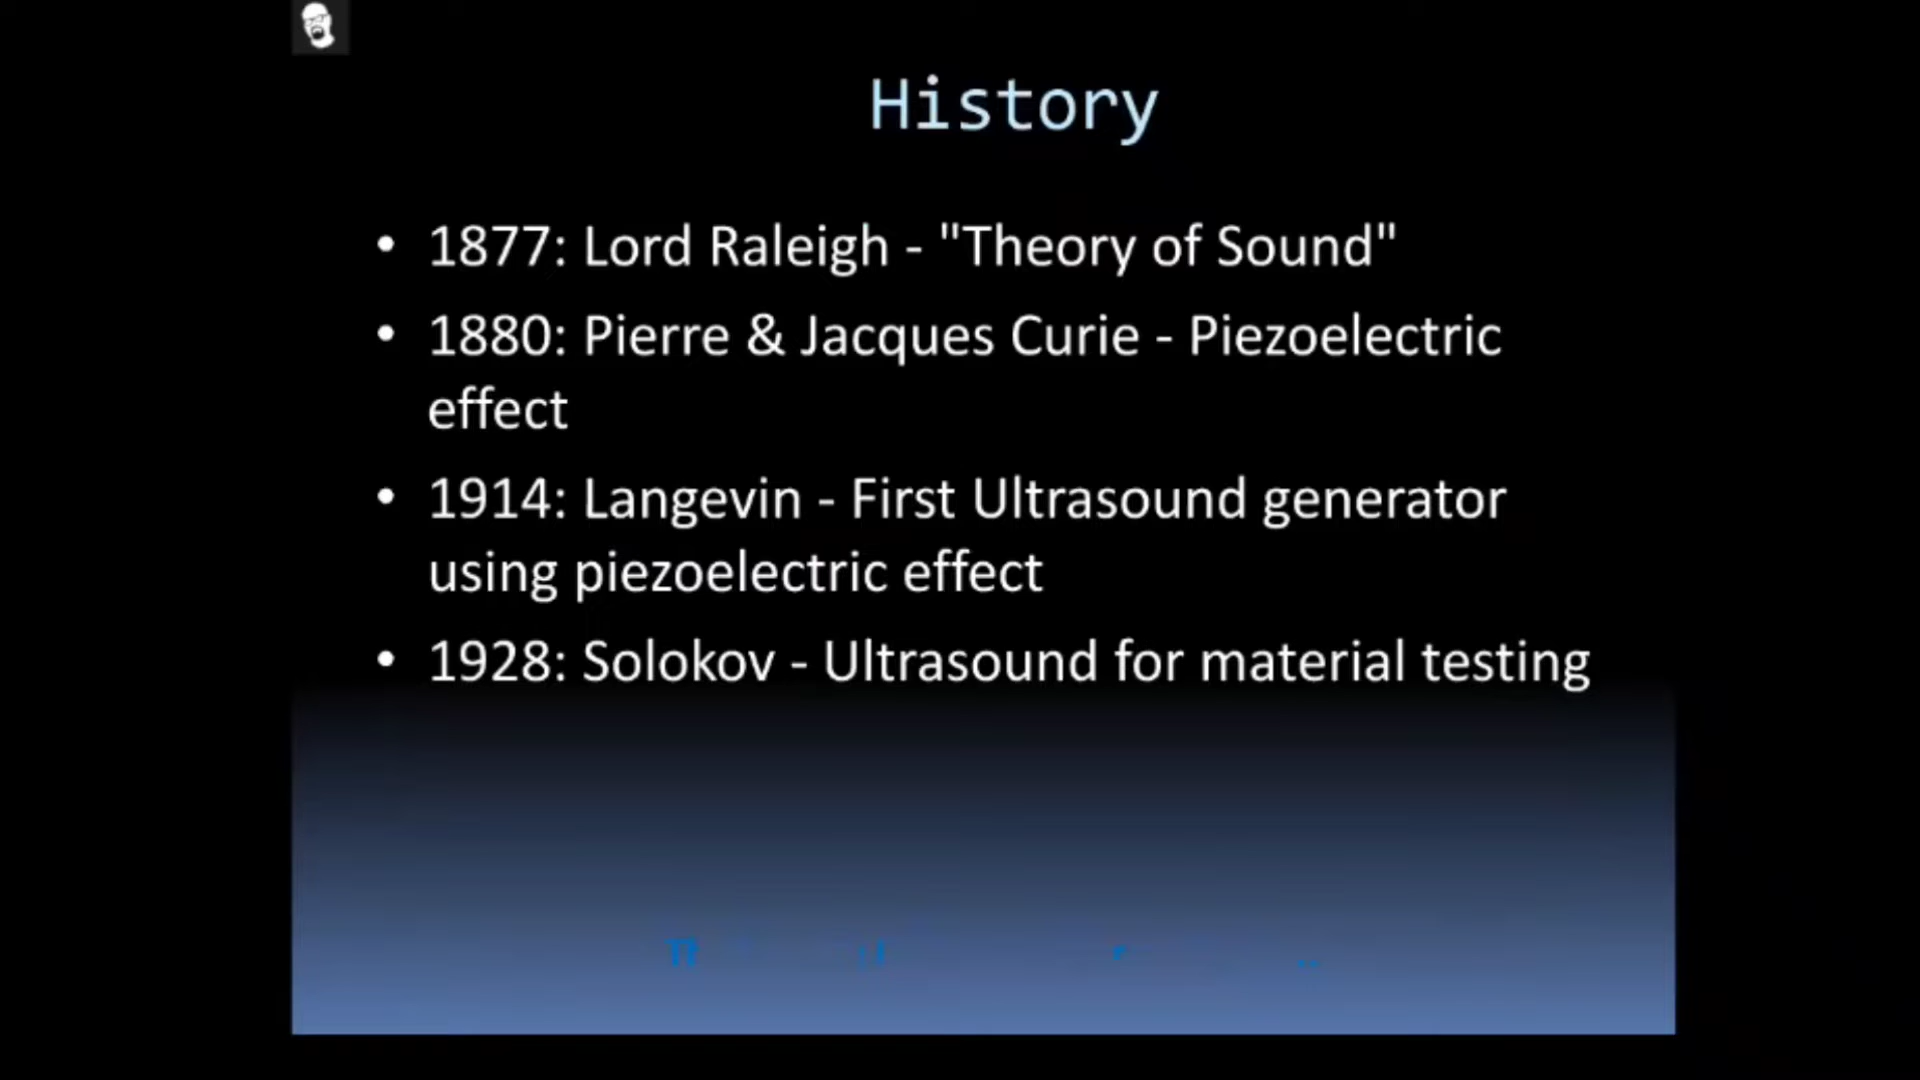 History
• 1877: Lord Raleigh - "Theory of Sound"
• 1880: Pierre & Jacques Curie - Piezoelectric
effect
• 1914: Langevin - First Ultrasound generator
using piezoelectric effect
• 1928: Solokov - Ultrasound for material testing